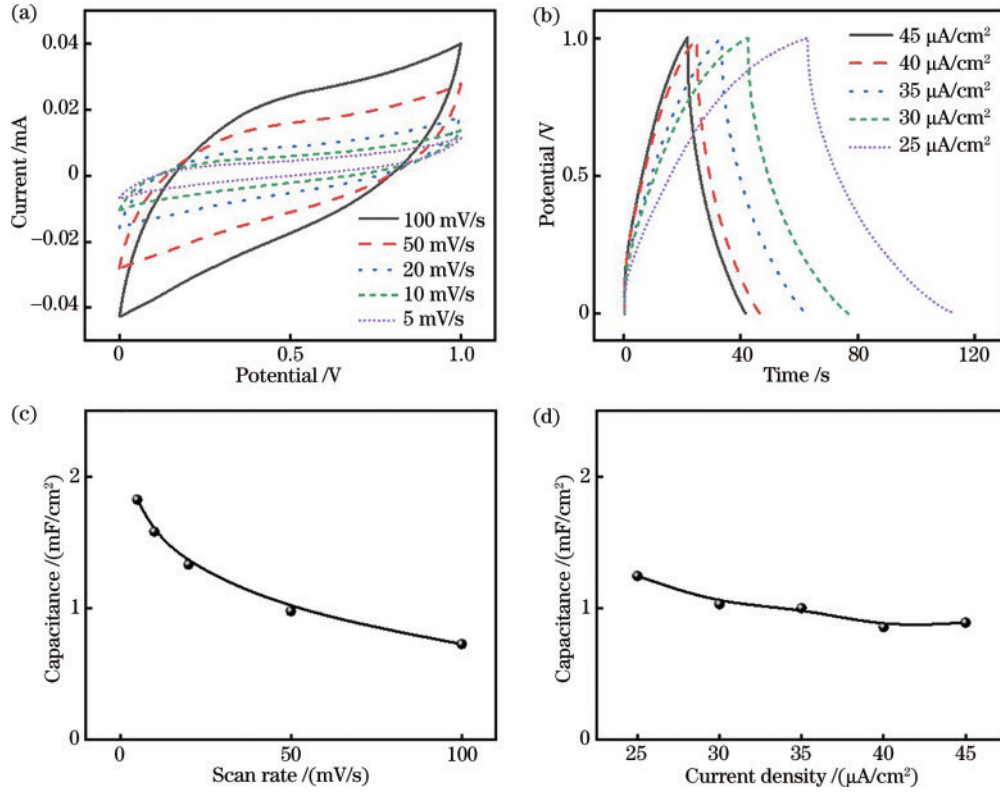 (a)
0.04
0.02
0
−0.02
−0.04
Current /mA
0
0.5
1.0
Potential /V
100 mV/s
50 mV/s
20 mV/s
10 mV/s
5 mV/s
(b)
1.0
0.5
0
Potential /V
0
40
80
120
Time /s
45 μA/cm²
40 μA/cm²
35 μA/cm²
30 μA/cm²
25 μA/cm²
(c)
2
1
0
Capacitance /(mF/cm²)
0
50
100
Scan rate /(mV/s)
(d)
2
1
0
Capacitance /(mF/cm²)
25
30
35
40
45
Current density /(μA/cm²)